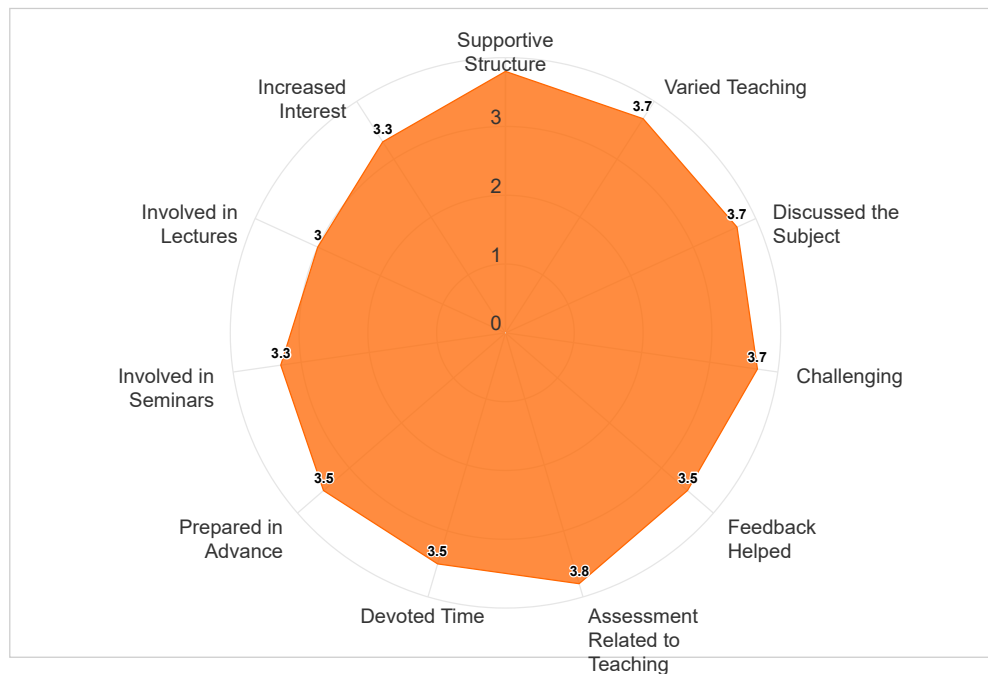 Supportive
Structure
Increased
Interest
Varied Teaching
3.7
3.3
3
Involved in
Lectures
3
2
1
0
3.7
Discussed the
Subject
3.3
3.7
Involved in
Seminars
Challenging
3.5
3.5
Prepared in
Advance
Feedback
Helped
3.5
3.8
Devoted Time
Assessment
Related to
Teaching